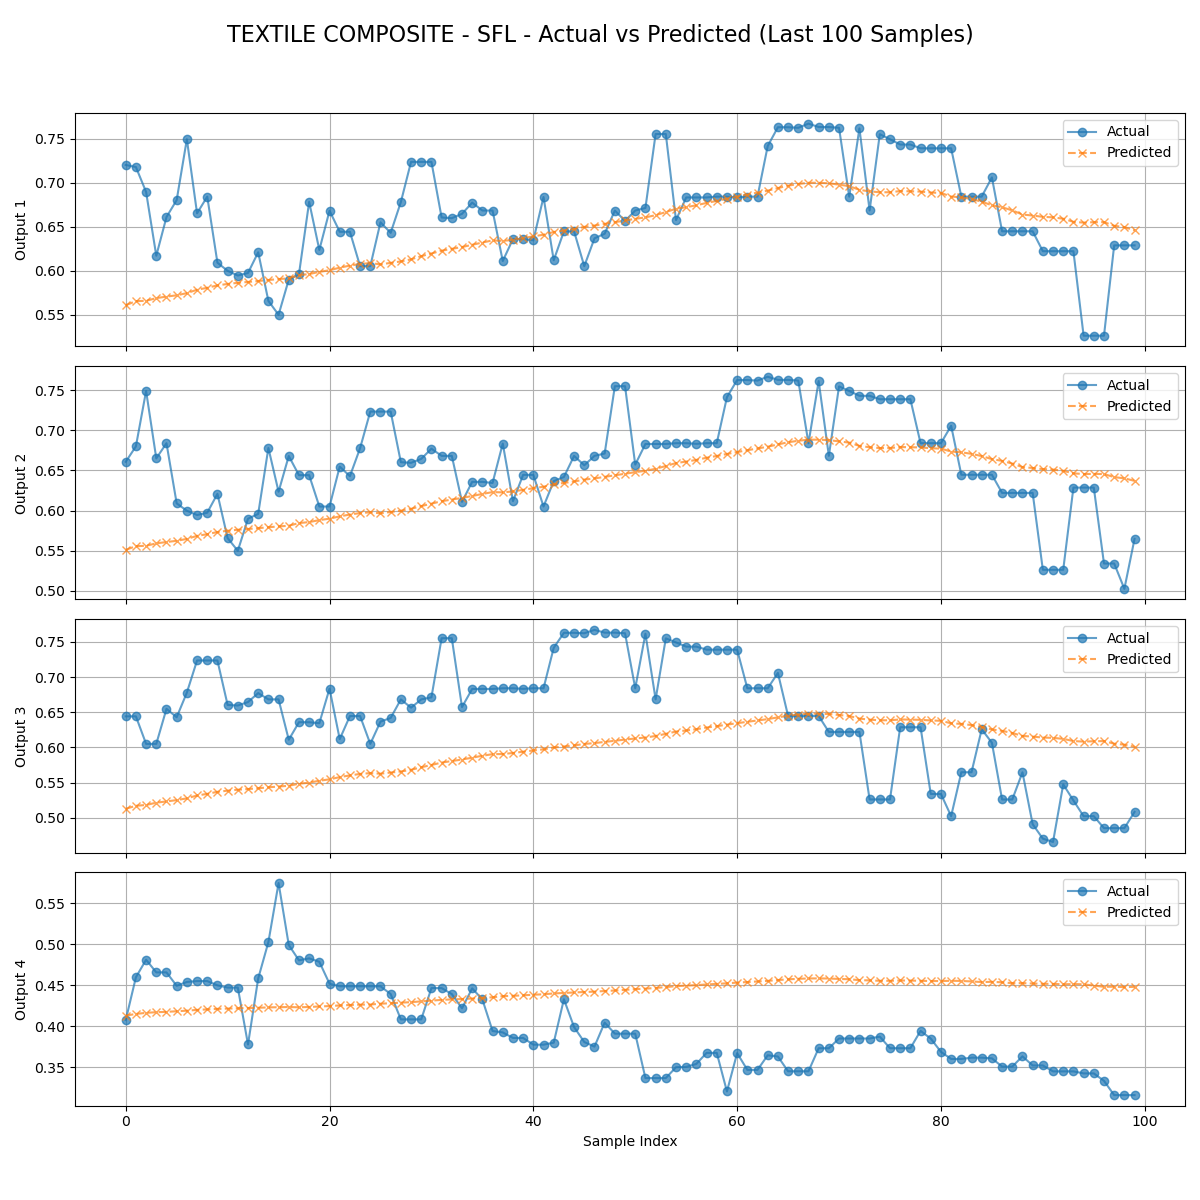 TEXTILE COMPOSITE - SFL - Actual vs Predicted (Last 100 Samples)
Output 1
0.75
0.70
0.65
0.60
0.55
Actual
Predicted
Output 2
0.75
0.70
0.65
0.60
0.55
0.50
Actual
Predicted
Output 3
0.75
0.70
0.65
0.60
0.55
0.50
Actual
Predicted
Output 4
0.55
0.50
0.45
0.40
0.35
Actual
Predicted
0 20 40 60 80 100
Sample Index